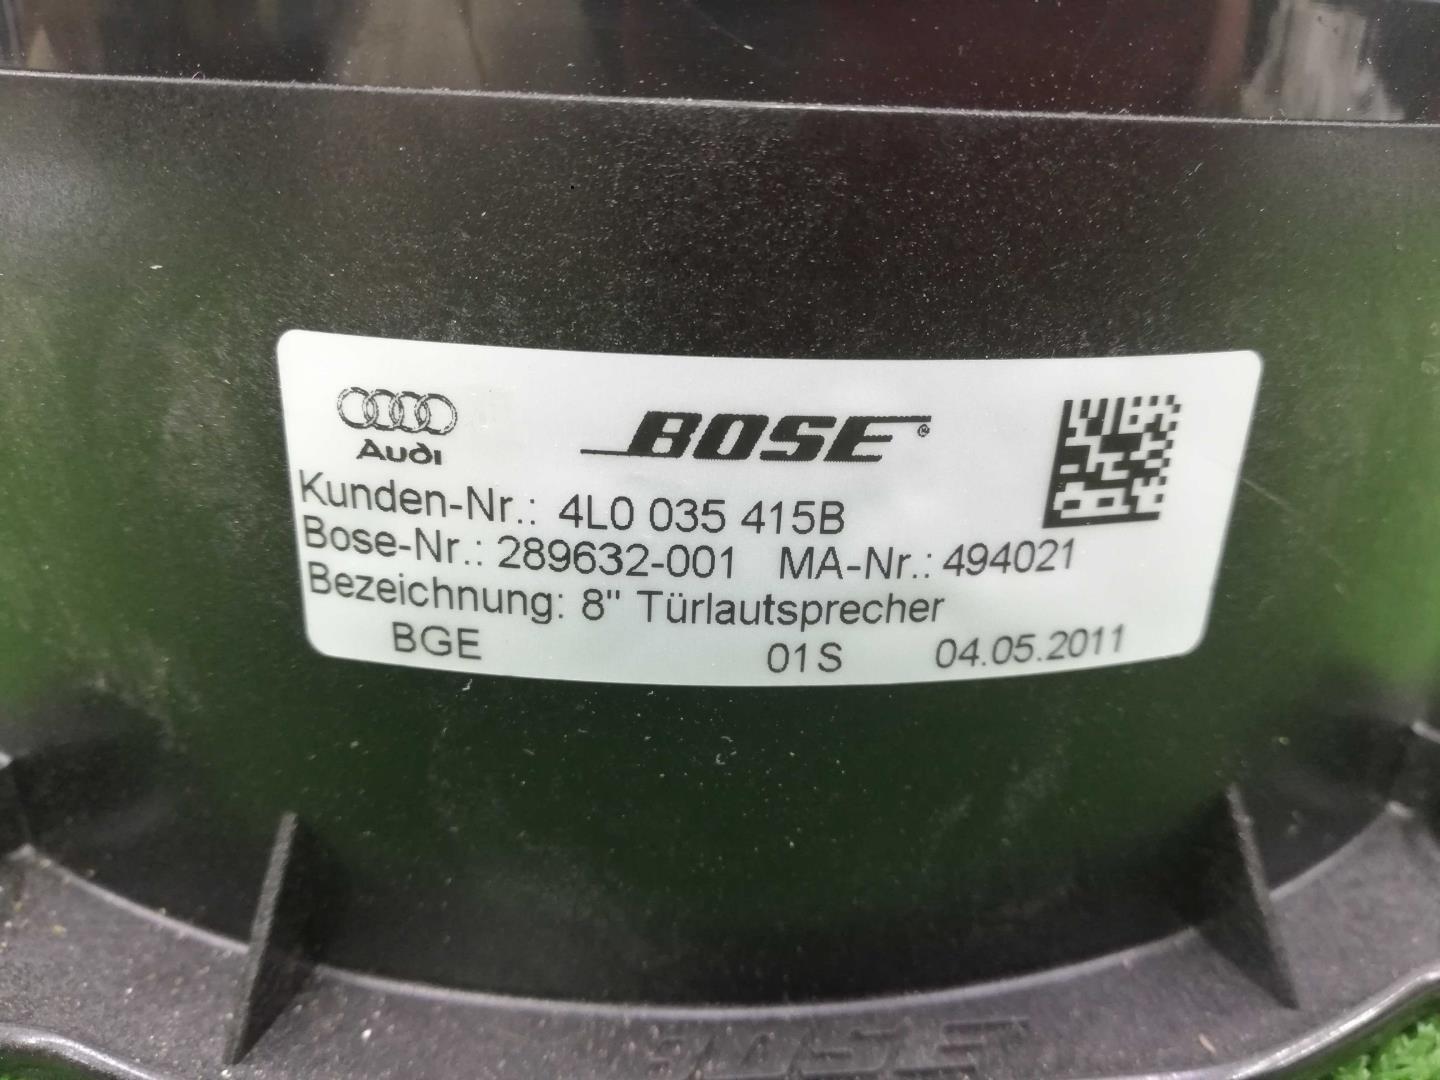 Audi
BOSE®
Kunden-Nr.: 4L0 035 415B
Bose-Nr.: 289632-001 MA-Nr.: 494021
Bezeichnung: 8" Türlautsprecher
BGE 01S 04.05.2011
BOSE